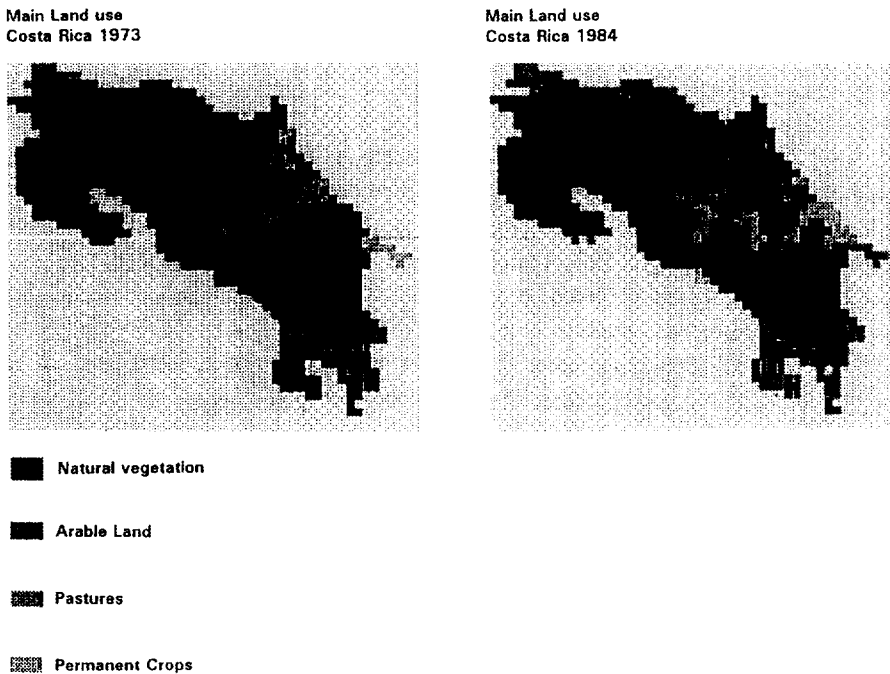 Main Land use
Costa Rica 1973
Main Land use
Costa Rica 1984
Natural vegetation
Arable Land
Pastures
Permanent Crops